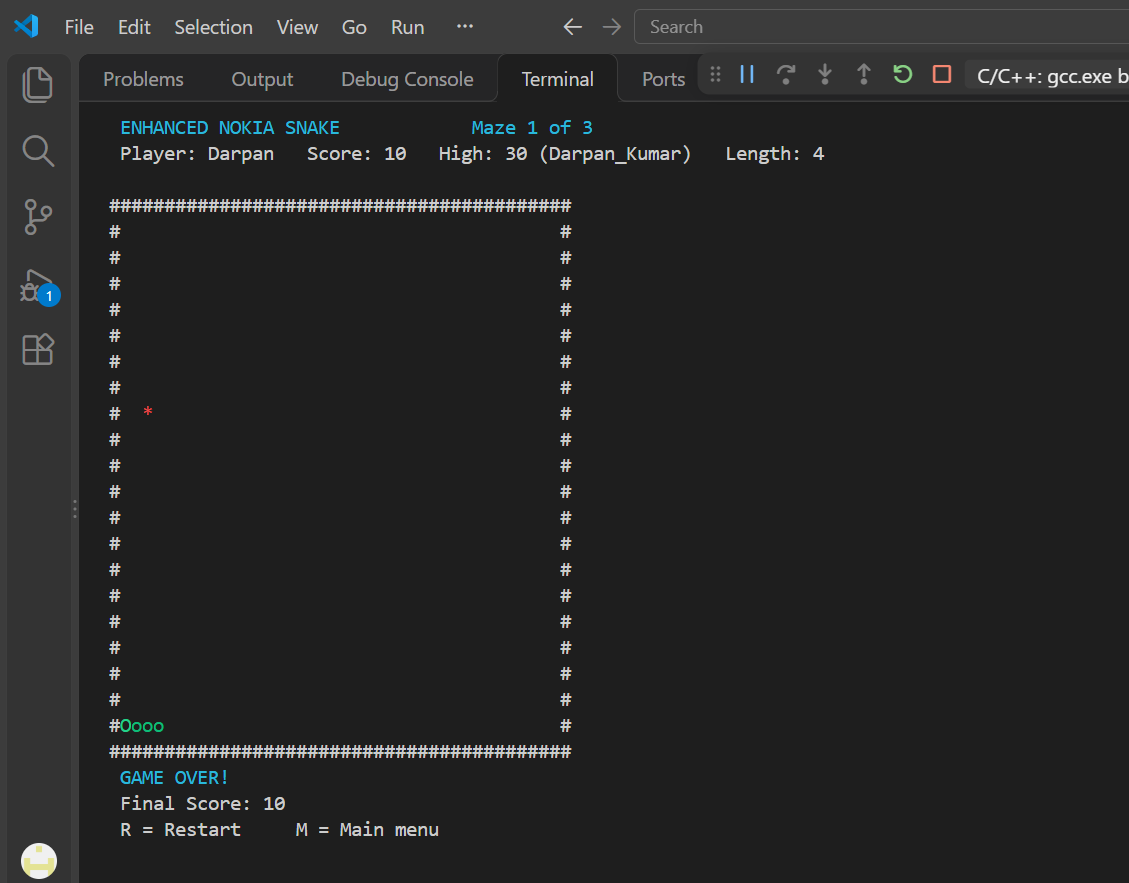 File Edit Selection View Go Run ···
Search
Problems Output Debug Console Terminal Ports C/C++: gcc.exe b
ENHANCED NOKIA SNAKE            Maze 1 of 3
Player: Darpan   Score: 10   High: 30 (Darpan_Kumar)   Length: 4
##########################################
#                                        #
#                                        #
#                                        #
#                                        #
#                                        #
#                                        #
#                                        #
#  *                                     #
#                                        #
#                                        #
#                                        #
#                                        #
#                                        #
#                                        #
#                                        #
#                                        #
#                                        #
#                                        #
#                                        #
#Oooo                                    #
##########################################
GAME OVER!
Final Score: 10
R = Restart     M = Main menu
1